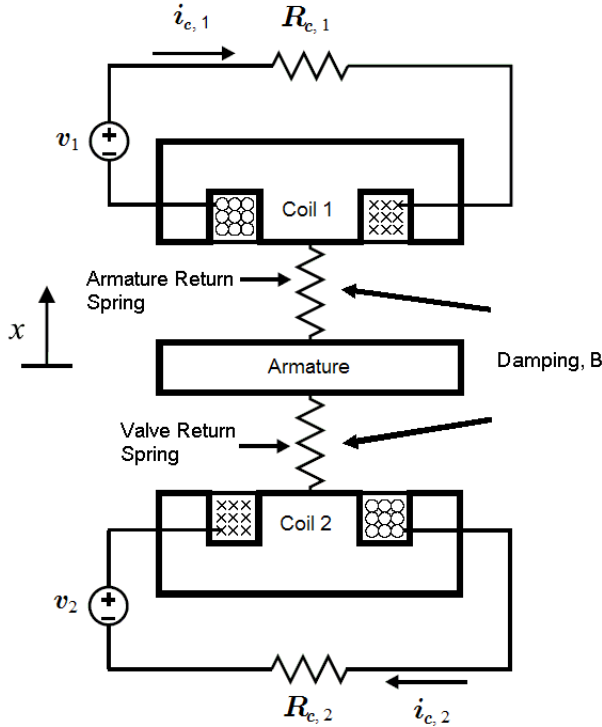 i_c, 1
R_c, 1
+
−
v_1
Coil 1
Armature Return
Spring
x
Armature
Damping, B
Valve Return
Spring
Coil 2
+
−
v_2
R_c, 2
i_c, 2